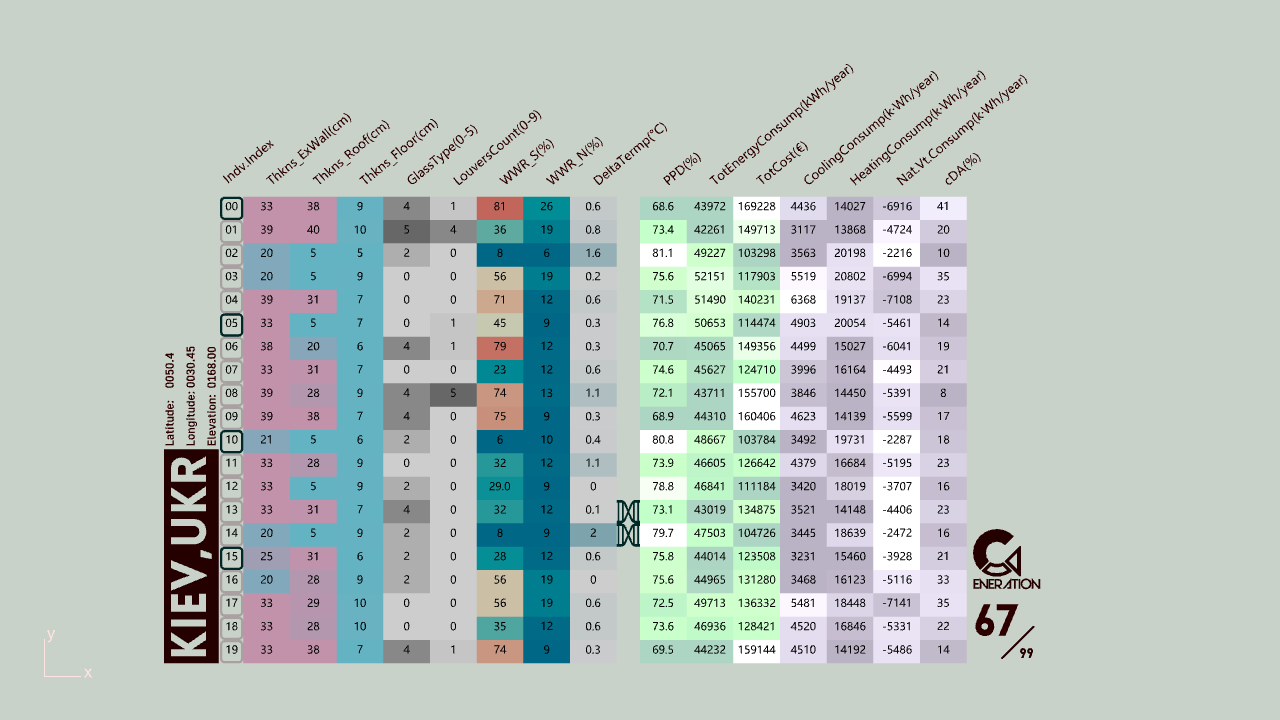 Indv.Index Thkns_ExWall(cm) Thkns_Roof(cm) Thkns_Floor(cm) GlassType(0-5) LouversCount(0-9) WWR_S(%) WWR_N(%) DeltaTermp(°C) PPD(%) TotEnergyConsump(kWh/year) TotCost(€) CoolingConsump(k·Wh/year) HeatingConsump(k·Wh/year) Nat.Vt.Consump(k·Wh/year) cDA(%)
00 33 38 9 4 1 81 26 0.6 68.6 43972 169228 4436 14027 -6916 41
01 39 40 10 5 4 36 19 0.8 73.4 42261 149713 3117 13868 -4724 20
02 20 5 5 2 0 8 6 1.6 81.1 49227 103298 3563 20198 -2216 10
03 20 5 9 0 0 56 19 0.2 75.6 52151 117903 5519 20802 -6994 35
04 39 31 7 0 0 71 12 0.6 71.5 51490 140231 6368 19137 -7108 23
05 33 5 7 0 1 45 9 0.3 76.8 50653 114474 4903 20054 -5461 14
06 38 20 6 4 1 79 12 0.3 70.7 45065 149356 4499 15027 -6041 19
07 33 31 7 0 0 23 12 0.6 74.6 45627 124710 3996 16164 -4493 21
08 39 28 9 4 5 74 13 1.1 72.1 43711 155700 3846 14450 -5391 8
09 39 38 7 4 0 75 9 0.3 68.9 44310 160406 4623 14139 -5599 17
10 21 5 6 2 0 6 10 0.4 80.8 48667 103784 3492 19731 -2287 18
11 33 28 9 0 0 32 12 1.1 73.9 46605 126642 4379 16684 -5195 23
12 33 5 9 2 0 29.0 9 0 78.8 46841 111184 3420 18019 -3707 16
13 33 31 7 4 0 32 12 0.1 73.1 43019 134875 3521 14148 -4406 23
14 20 5 9 2 0 8 9 2 79.7 47503 104726 3445 18639 -2472 16
15 25 31 6 2 0 28 12 0.6 75.8 44014 123508 3231 15460 -3928 21
16 20 28 9 2 0 56 19 0 75.6 44965 131280 3468 16123 -5116 33
17 33 29 10 0 0 56 19 0.6 72.5 49713 136332 5481 18448 -7141 35
18 33 28 10 0 0 35 12 0.6 73.6 46936 128421 4520 16846 -5331 22
19 33 38 7 4 1 74 9 0.3 69.5 44232 159144 4510 14192 -5486 14
Latitude: 0050.4
Longitude: 0030.45
Elevation: 0168.00
KIEV,UKR
G
ENERATION
67/99
y
x